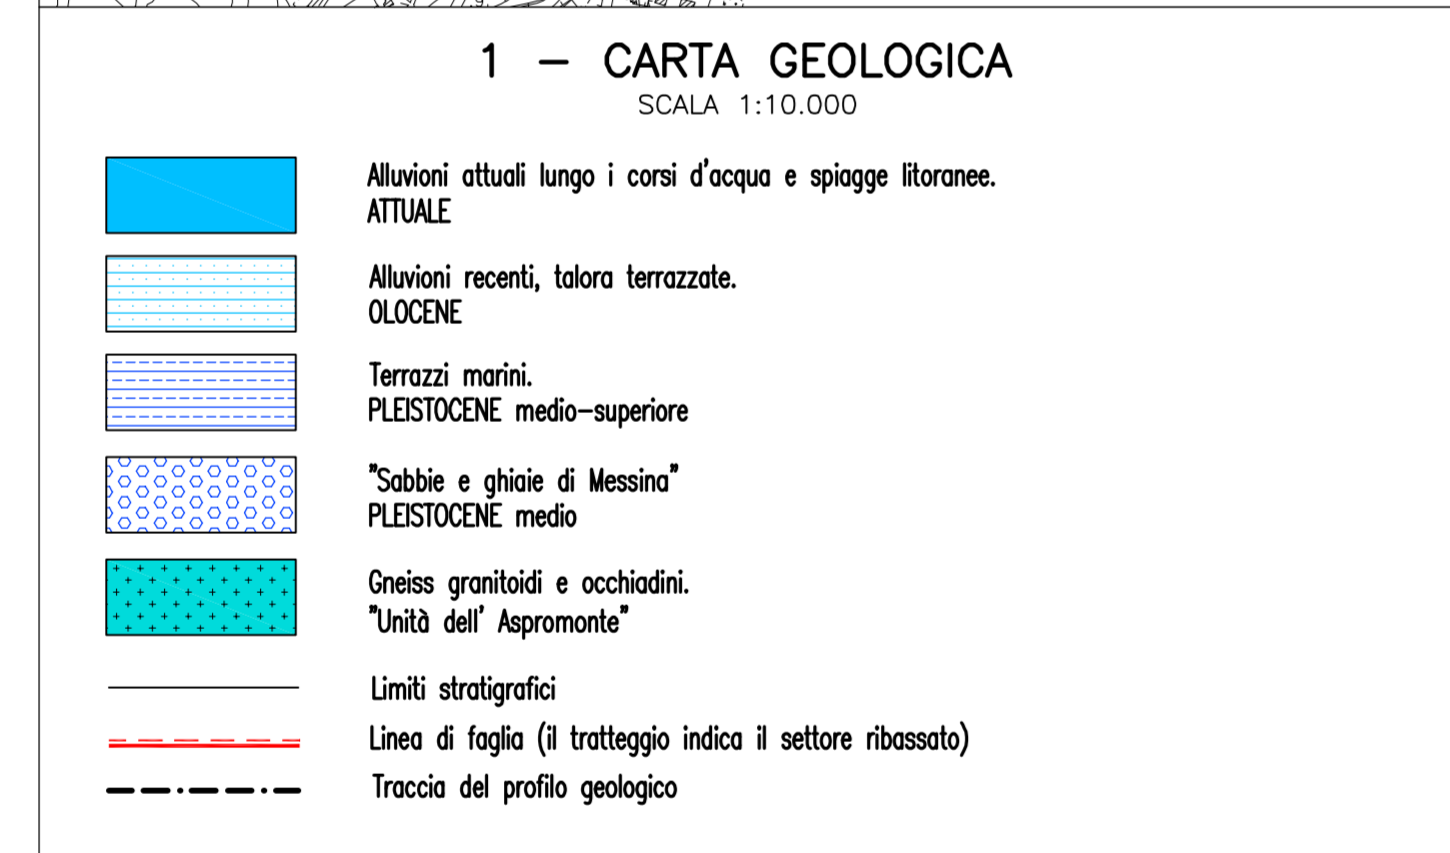 1 – CARTA GEOLOGICA
SCALA 1:10.000
Alluvioni attuali lungo i corsi d'acqua e spiagge litoranee.
ATTUALE
Alluvioni recenti, talora terrazzate.
OLOCENE
Terrazzi marini.
PLEISTOCENE medio–superiore
"Sabbie e ghiaie di Messina"
PLEISTOCENE medio
Gneiss granitoidi e occhiadini.
"Unità dell' Aspromonte"
Limiti stratigrafici
Linea di faglia (il tratteggio indica il settore ribassato)
Traccia del profilo geologico